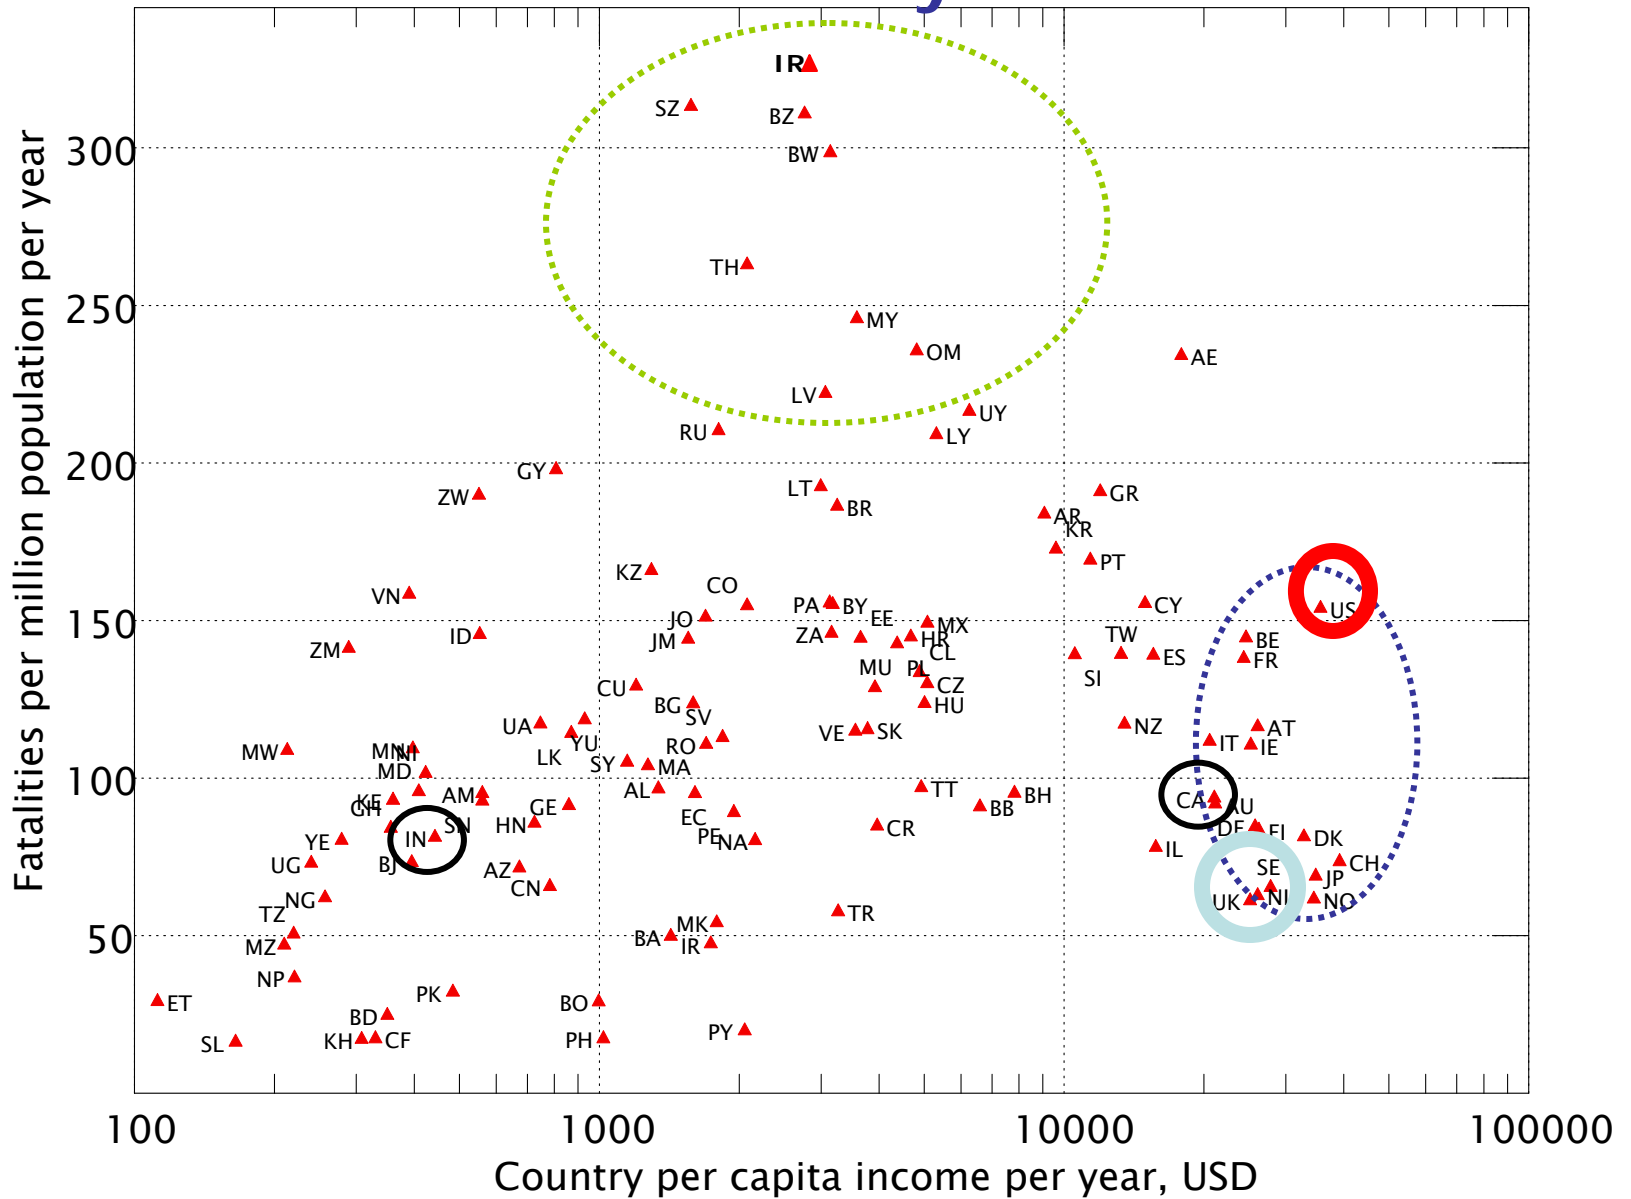 Fatalities per million population per year
300
250
200
150
100
50
IR
SZ
BZ
BW
TH
MY
OM
AE
LV
UY
RU
LY
GY
ZW
LT
BR
GR
AR
KR
PT
KZ
CO
VN
PA
BY
EE
CY
US
JO
MX
ID
ZA
HR
TW
BE
JM
ZM
CL
ES
FR
MU
PL
SI
CU
CZ
BG
HU
SV
UA
VE
SK
NZ
AT
YU
RO
IT
IE
MW
MN
NI
LK
SY
MA
MD
AL
TT
BH
KE
AM
CA
AU
GH
GE
EC
BB
SN
HN
CR
DE
FI
YE
IN
PE
NA
DK
IL
UG
BJ
AZ
SE
CH
CN
JP
NG
UK
NL
NO
TZ
TR
MK
MZ
BA
IR
NP
ET
PK
BO
BD
SL
KH
CF
PH
PY
100
1000
10000
100000
Country per capita income per year, USD